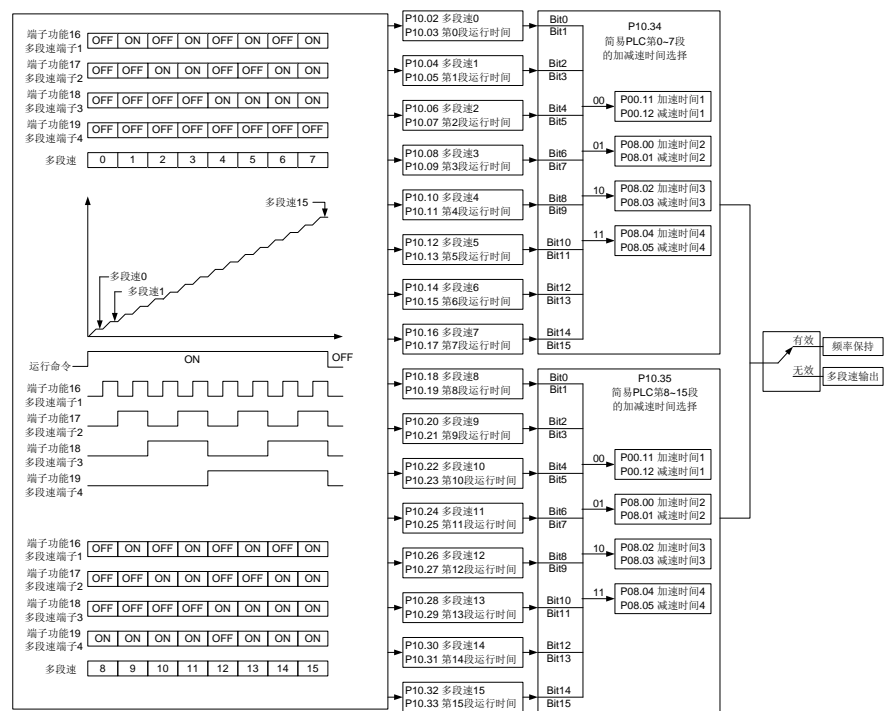 端子功能16
多段速端子1
OFF ON OFF ON OFF ON OFF ON
端子功能17
多段速端子2
OFF OFF ON ON OFF OFF ON ON
端子功能18
多段速端子3
OFF OFF OFF OFF ON ON ON ON
端子功能19
多段速端子4
OFF OFF OFF OFF OFF OFF OFF OFF
多段速 0 1 2 3 4 5 6 7
多段速15
多段速0
多段速1
运行命令
ON
OFF
端子功能16
多段速端子1
端子功能17
多段速端子2
端子功能18
多段速端子3
端子功能19
多段速端子4
端子功能16
多段速端子1
OFF ON OFF ON OFF ON OFF ON
端子功能17
多段速端子2
OFF OFF ON ON OFF OFF ON ON
端子功能18
多段速端子3
OFF OFF OFF OFF ON ON ON ON
端子功能19
多段速端子4
ON ON ON ON OFF ON ON ON
多段速 8 9 10 11 12 13 14 15
P10.02 多段速0
P10.03 第0段运行时间
P10.04 多段速1
P10.05 第1段运行时间
P10.06 多段速2
P10.07 第2段运行时间
P10.08 多段速3
P10.09 第3段运行时间
P10.10 多段速4
P10.11 第4段运行时间
P10.12 多段速5
P10.13 第5段运行时间
P10.14 多段速6
P10.15 第6段运行时间
P10.16 多段速7
P10.17 第7段运行时间
P10.18 多段速8
P10.19 第8段运行时间
P10.20 多段速9
P10.21 第9段运行时间
P10.22 多段速10
P10.23 第10段运行时间
P10.24 多段速11
P10.25 第11段运行时间
P10.26 多段速12
P10.27 第12段运行时间
P10.28 多段速13
P10.29 第13段运行时间
P10.30 多段速14
P10.31 第14段运行时间
P10.32 多段速15
P10.33 第15段运行时间
Bit0
Bit1
Bit2
Bit3
Bit4
Bit5
Bit6
Bit7
Bit8
Bit9
Bit10
Bit11
Bit12
Bit13
Bit14
Bit15
P10.34
简易PLC第0~7段
的加减速时间选择
00
P00.11 加速时间1
P00.12 减速时间1
01
P08.00 加速时间2
P08.01 减速时间2
10
P08.02 加速时间3
P08.03 减速时间3
11
P08.04 加速时间4
P08.05 减速时间4
Bit0
Bit1
Bit2
Bit3
Bit4
Bit5
Bit6
Bit7
Bit8
Bit9
Bit10
Bit11
Bit12
Bit13
Bit14
Bit15
P10.35
简易PLC第8~15段
的加减速时间选择
00
P00.11 加速时间1
P00.12 减速时间1
01
P08.00 加速时间2
P08.01 减速时间2
10
P08.02 加速时间3
P08.03 减速时间3
11
P08.04 加速时间4
P08.05 减速时间4
有效
频率保持
无效
多段速输出